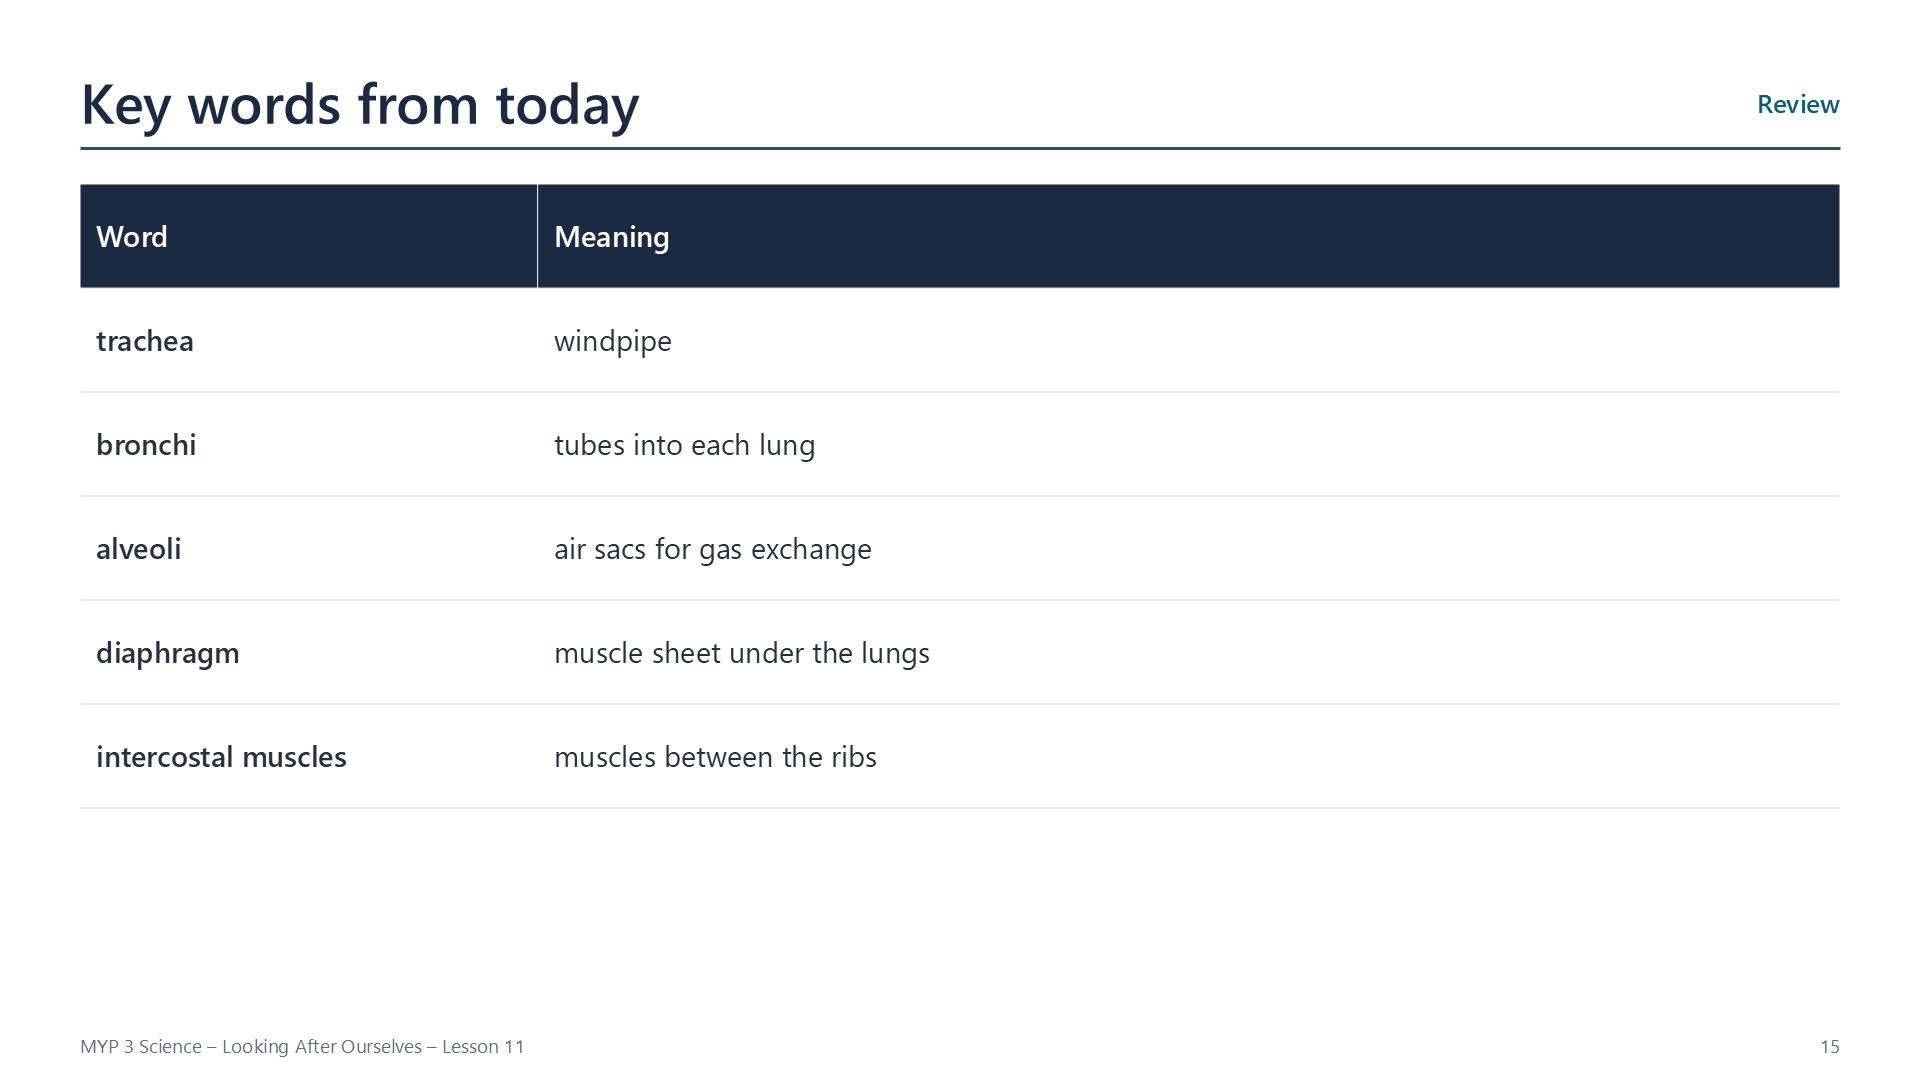 Key words from today
Review
Word Meaning
trachea windpipe
bronchi tubes into each lung
alveoli air sacs for gas exchange
diaphragm muscle sheet under the lungs
intercostal muscles muscles between the ribs
MYP 3 Science – Looking After Ourselves – Lesson 11
15